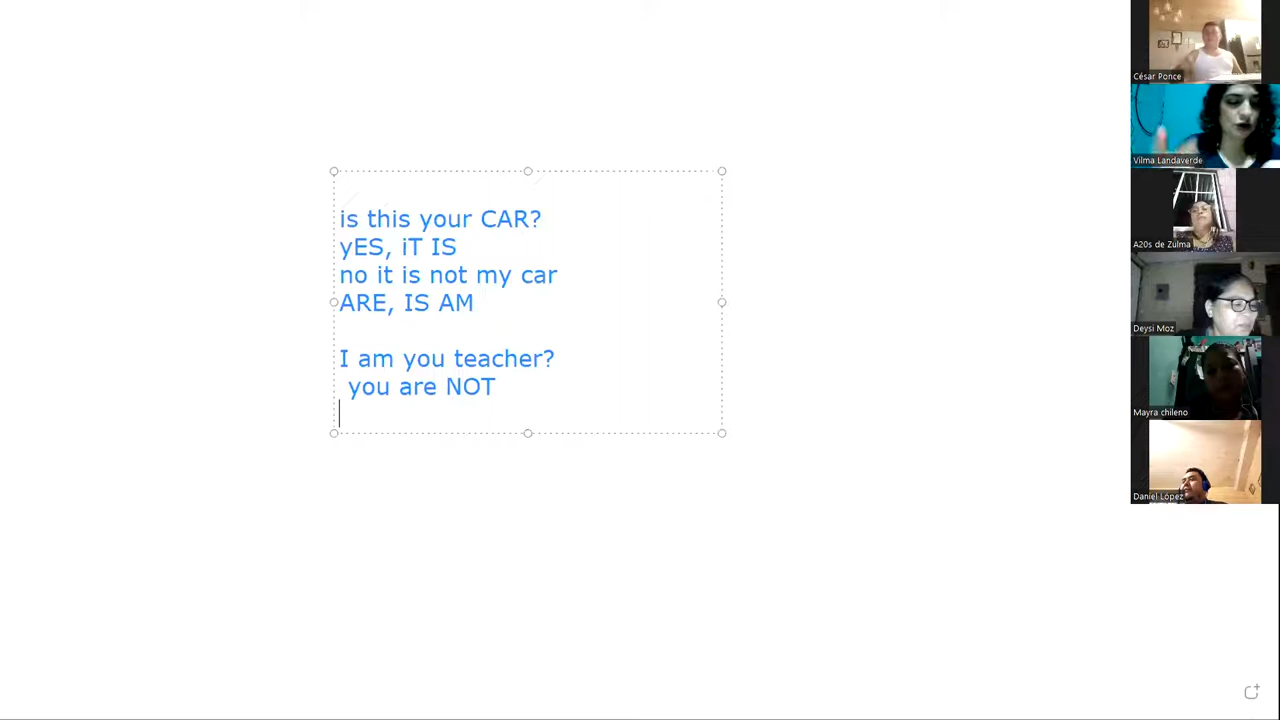 is this your CAR?
yES, iT IS
no it is not my car
ARE, IS AM
I am you teacher?
you are NOT
César Ponce
Vilma Landaverde
A20s de Zulma
Deysi Moz
Mayra chileno
Daniel López